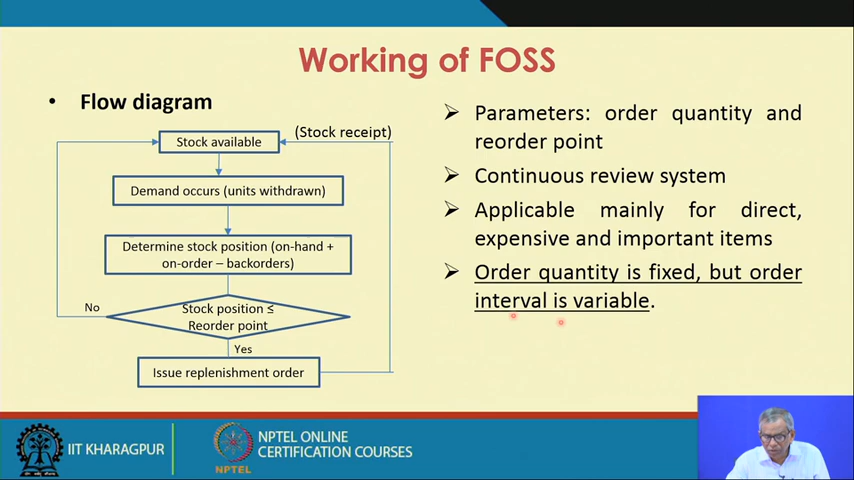 Working of FOSS
• Flow diagram
(Stock receipt)
Stock available
Demand occurs (units withdrawn)
Determine stock position (on-hand +
on-order – backorders)
No
Stock position ≤
Reorder point
Yes
Issue replenishment order
➢ Parameters: order quantity and
reorder point
➢ Continuous review system
➢ Applicable mainly for direct,
expensive and important items
➢ Order quantity is fixed, but order
interval is variable.
IIT KHARAGPUR
NPTEL
NPTEL ONLINE
CERTIFICATION COURSES